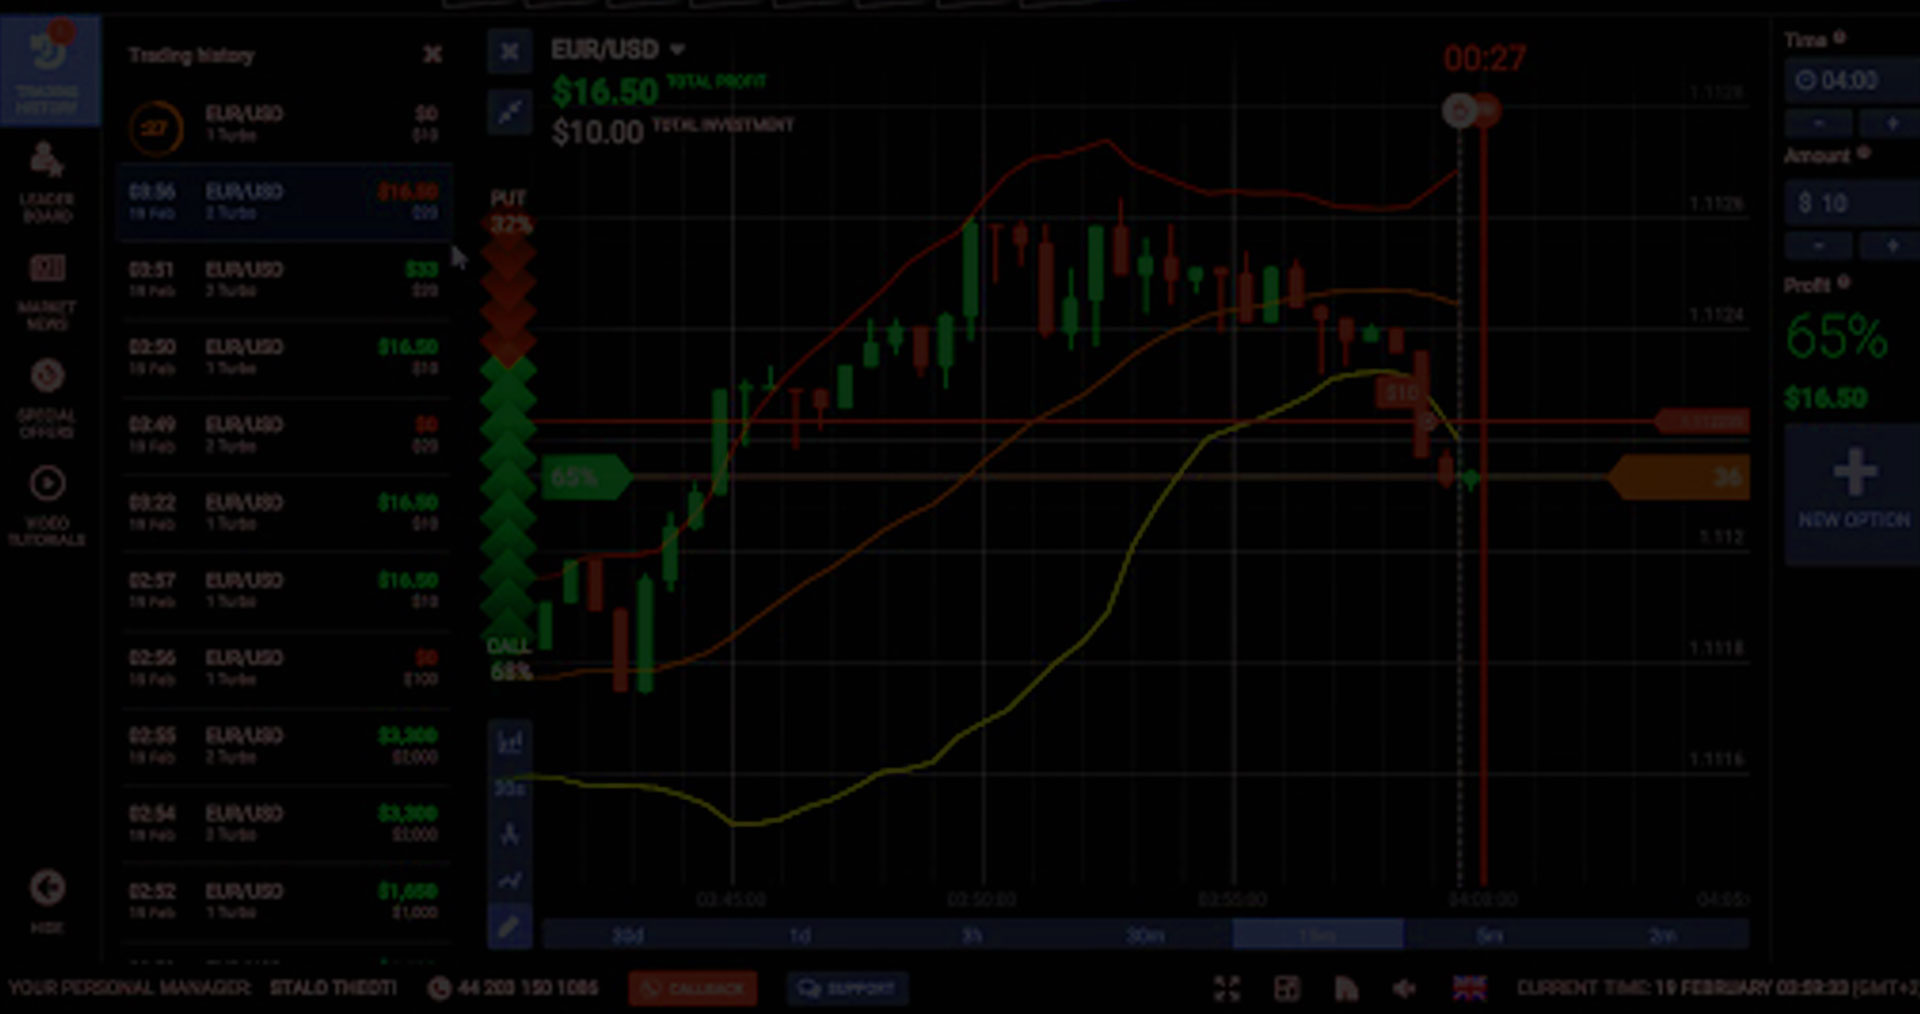 Trading history
TRADING HISTORY
:27 EUR/USD $0
1 Turbo $10
03:56 EUR/USD $16.50
19 Feb 2 Turbo
03:51 EUR/USD $33
19 Feb 2 Turbo $20
03:50 EUR/USD $16.50
19 Feb 1 Turbo $10
03:49 EUR/USD $0
19 Feb 2 Turbo $20
03:22 EUR/USD $16.50
19 Feb 1 Turbo $10
02:57 EUR/USD $16.50
19 Feb 1 Turbo $10
02:56 EUR/USD $0
19 Feb 1 Turbo $100
02:55 EUR/USD $3,300
19 Feb 2 Turbo $2,000
02:54 EUR/USD $3,300
19 Feb 2 Turbo $2,000
02:52 EUR/USD $1,650
19 Feb 1 Turbo $1,000
LEADER BOARD
MARKET NEWS
SPECIAL OFFERS
VIDEO TUTORIALS
HIDE
EUR/USD
$16.50 TOTAL PROFIT
$10.00 TOTAL INVESTMENT
PUT
32%
65%
CALL
68%
30s
00:27
$10
36
1.1128
1.1126
1.1124
1.112
1.1118
1.1116
03:45:00 03:50:00 03:55:00 04:00:00 04:05:
30d 1d 3h 30m 15m 5m 2m
Time
04:00
- +
Amount
$ 10
- +
Profit
65%
$16.50
+
NEW OPTION
YOUR PERSONAL MANAGER: STALO THEOTI 44 203 150 1086 CALLBACK SUPPORT CURRENT TIME: 19 FEBRUARY 03:59:33 (GMT+2